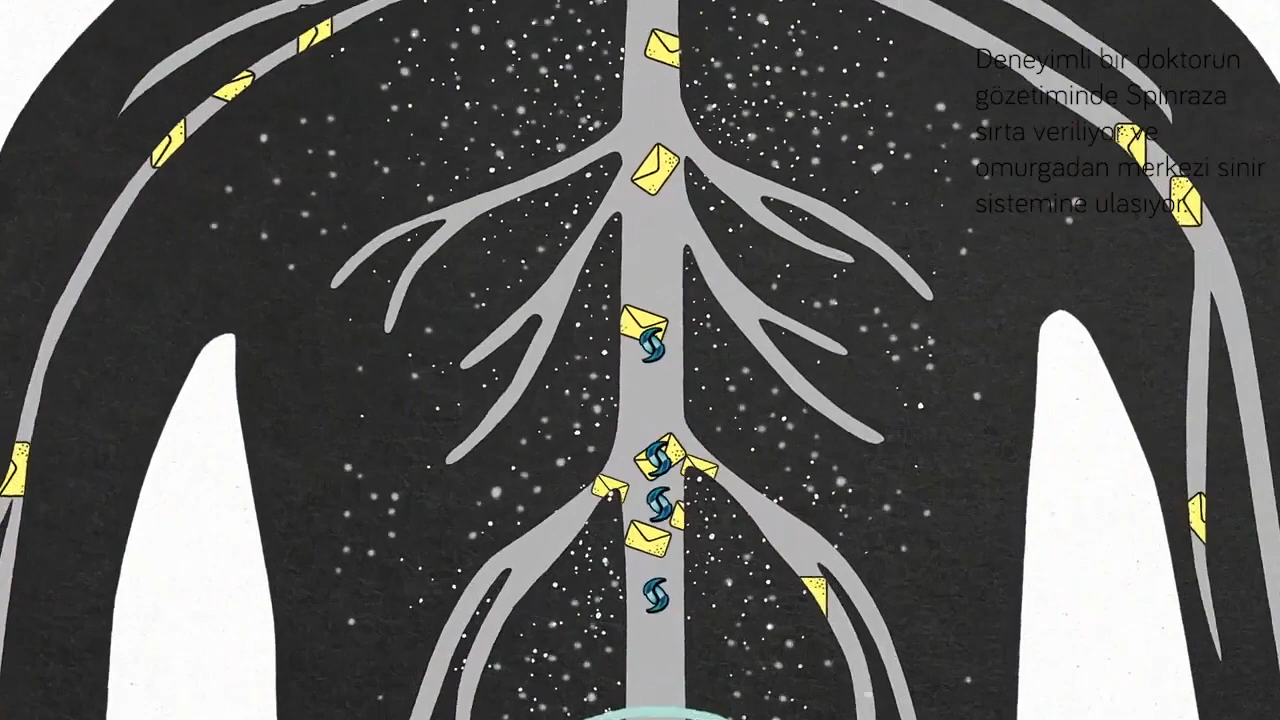 Deneyimli bir doktorun
gözetiminde Spinraza
sırta veriliyor ve
omurgadan merkezi sinir
sistemine ulaşıyor.